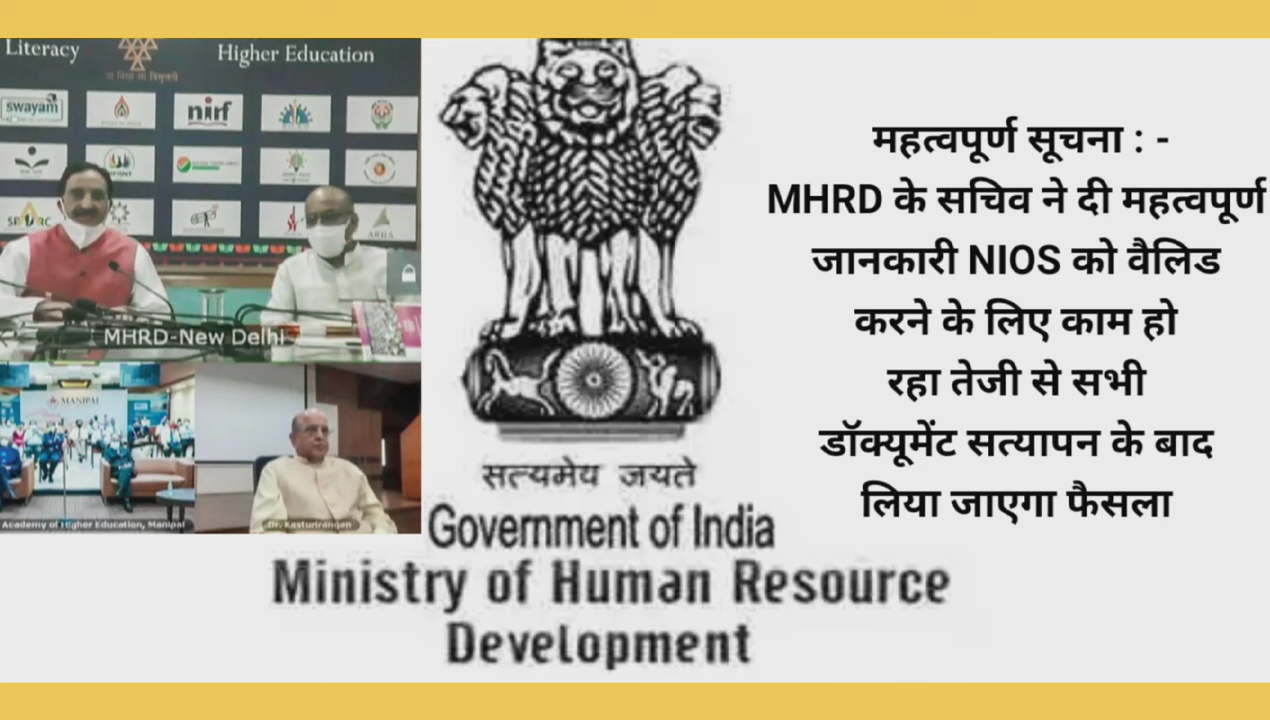 Literacy
Higher Education
सा विद्या या विमुक्तये
swayam
nirf
MHRD-New Delhi
MANIPAL
Academy of Higher Education, Manipal
Dr. Kasturirangan
सत्यमेव जयते
Government of India
Ministry of Human Resource
Development
महत्वपूर्ण सूचना : -
MHRD के सचिव ने दी महत्वपूर्ण
जानकारी NIOS को वैलिड
करने के लिए काम हो
रहा तेजी से सभी
डॉक्यूमेंट सत्यापन के बाद
लिया जाएगा फैसला